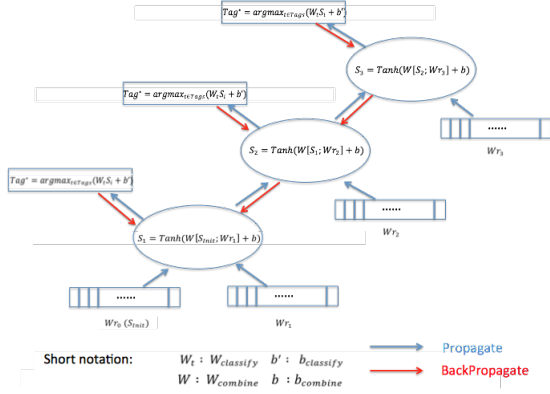 Tag* = argmax_{t∈Tags}(W_t S_i + b')
S_3 = Tanh(W[S_2; Wr_3] + b)
Tag* = argmax_{t∈Tags}(W_t S_i + b')
......
Wr_3
S_2 = Tanh(W[S_1; Wr_2] + b)
Tag* = argmax_{t∈Tags}(W_t S_i + b')
......
Wr_2
S_1 = Tanh(W[S_Init; Wr_1] + b)
...... ......
Wr_0 (S_Init) Wr_1
Short notation: W_t : W_classify b' : b_classify Propagate
W : W_combine b : b_combine BackPropagate